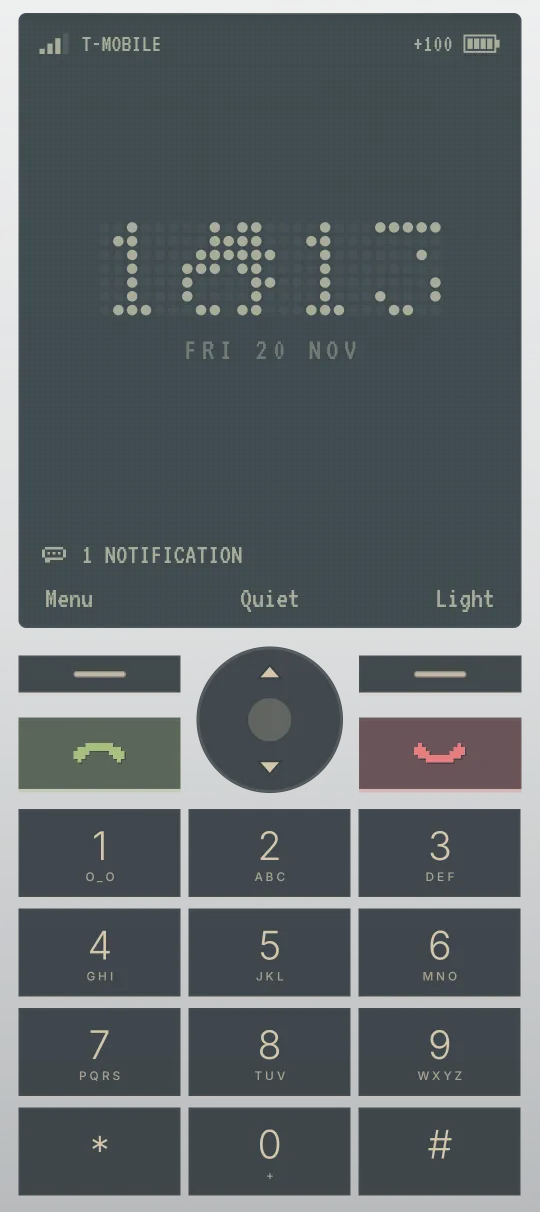 T-MOBILE +100
FRI 20 NOV
1 NOTIFICATION
Menu Quiet Light
1 2 3
O_O ABC DEF
4 5 6
GHI JKL MNO
7 8 9
PQRS TUV WXYZ
* 0 #
+